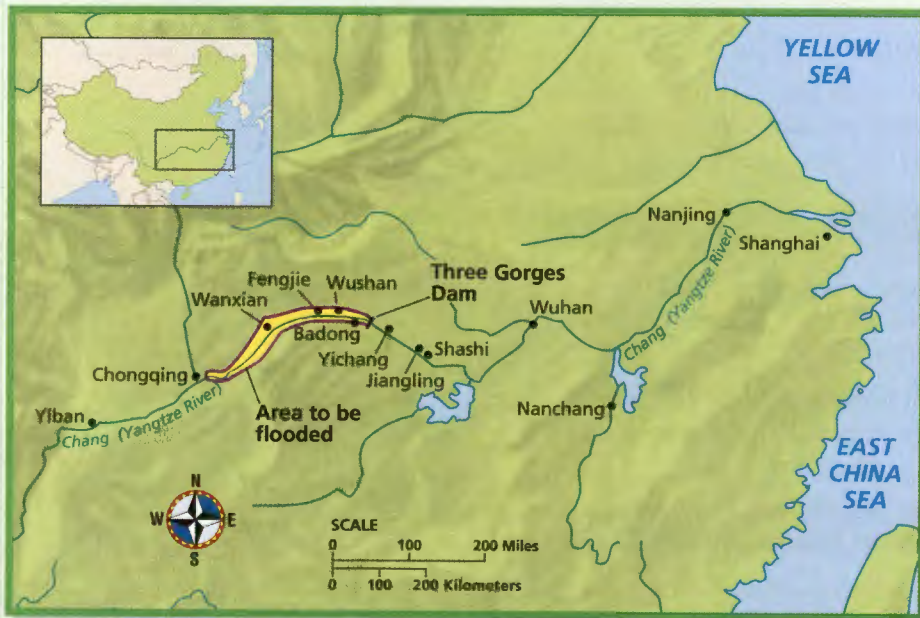 YELLOW
SEA
Nanjing
Shanghai
Three Gorges
Dam
Fengjie
Wushan
Wanxian
Wuhan
Badong
Yichang
Shashi
Jiangling
Chang (Yangtze River)
Chongqing
Area to be
flooded
Yiban
Chang (Yangtze River)
Nanchang
EAST
CHINA
SEA
N
W
E
S
SCALE
0 100 200 Miles
0 100 200 Kilometers